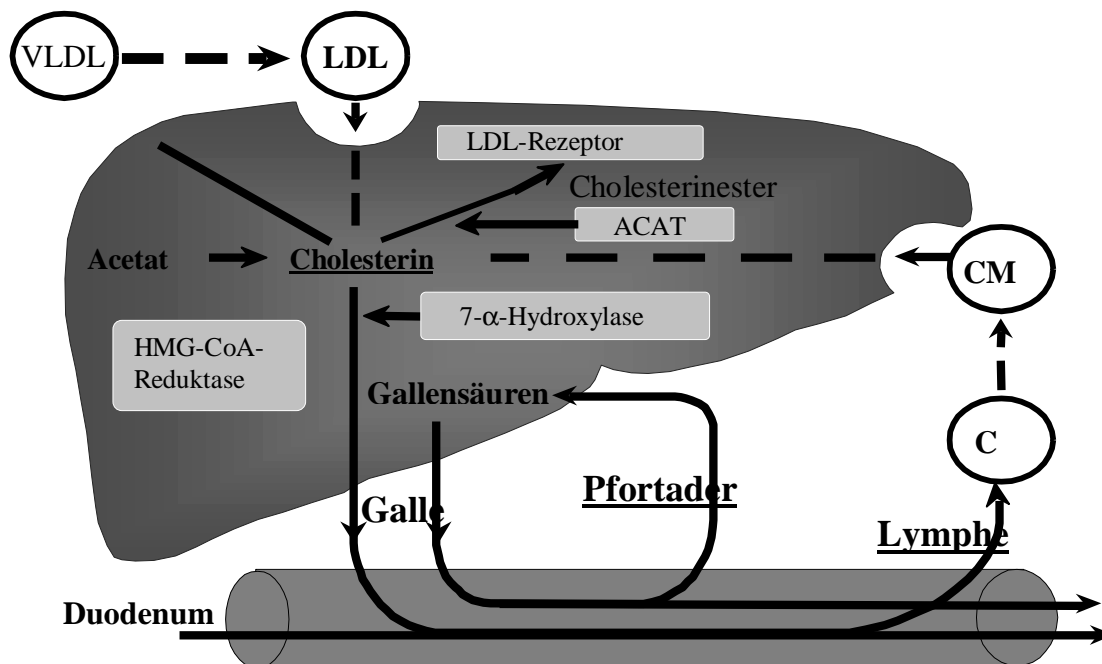 VLDL
LDL
LDL-Rezeptor
Cholesterinester
ACAT
Acetat
Cholesterin
CM
7-α-Hydroxylase
HMG-CoA-
Reduktase
Gallensäuren
C
Pfortader
Galle
Lymphe
Duodenum